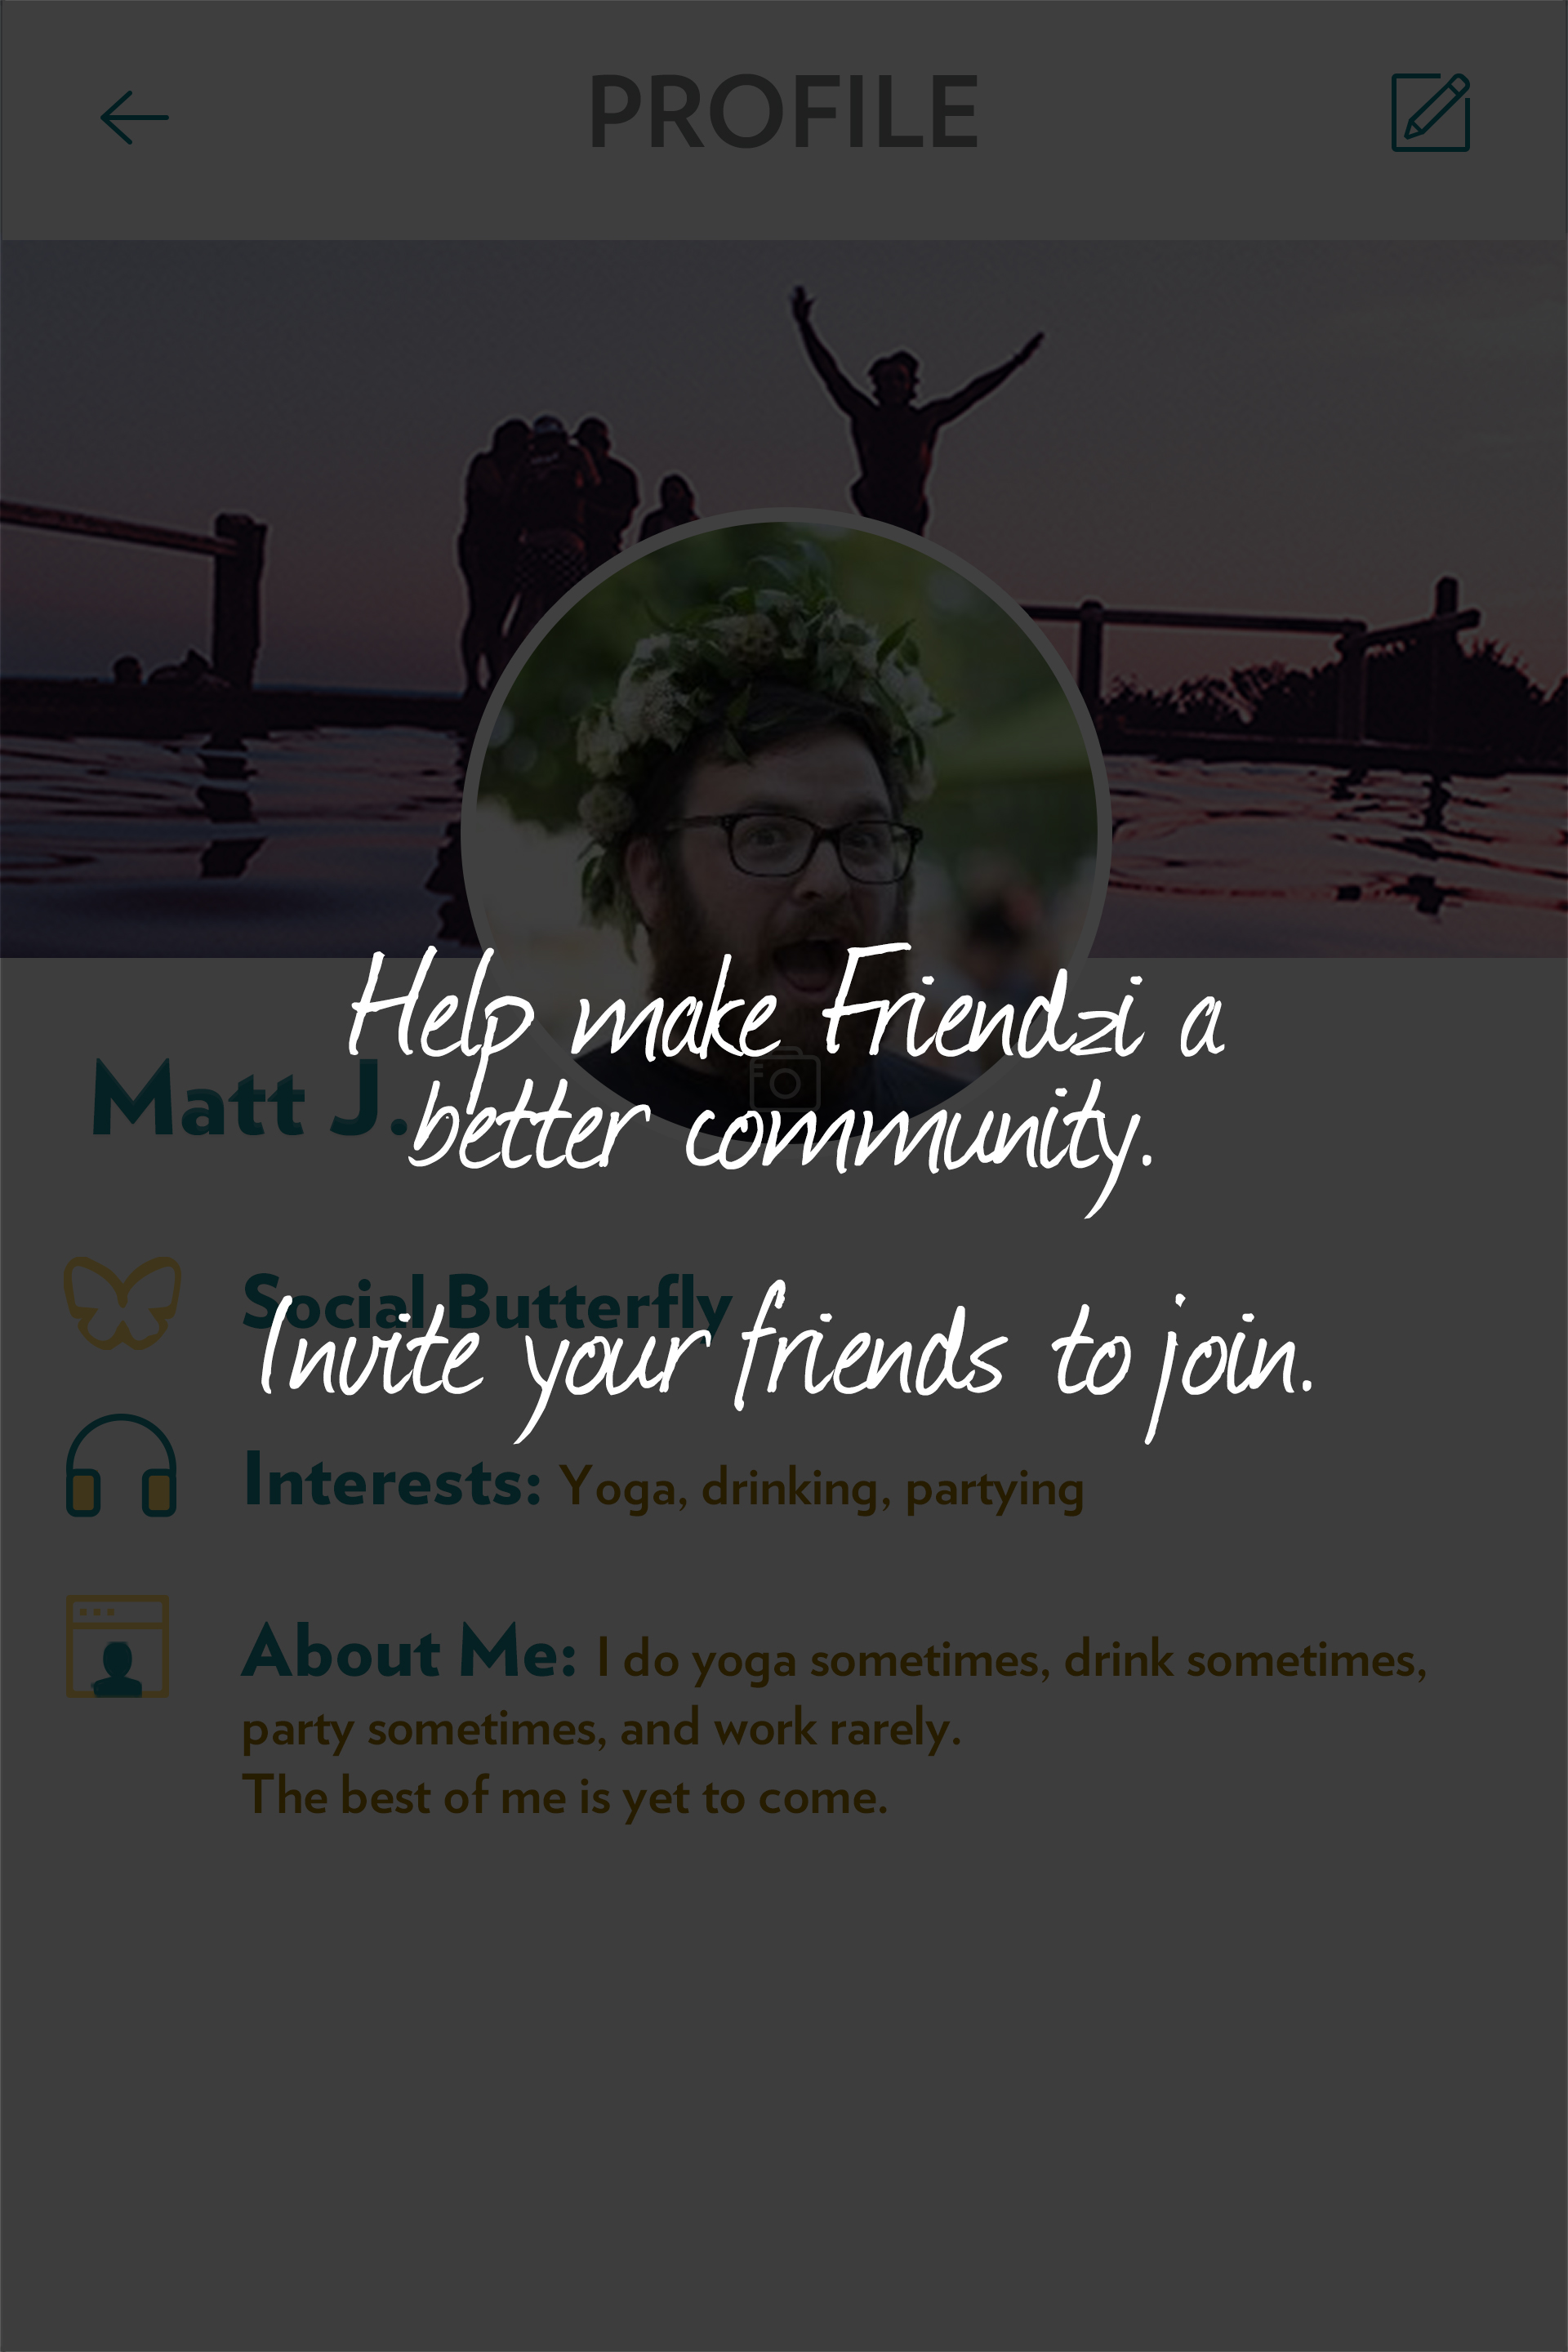 PROFILE
Help make Friendzi a
Matt J.
better community.
Social Butterfly
Invite your friends to join.
Interests: Yoga, drinking, partying
About Me: I do yoga sometimes, drink sometimes,
party sometimes, and work rarely.
The best of me is yet to come.